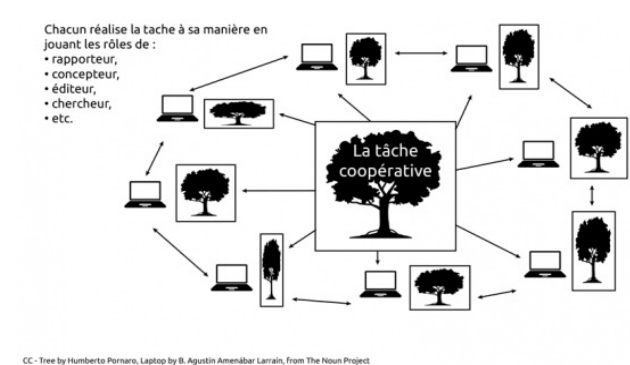 Chacun réalise la tache à sa manière en
jouant les rôles de :
• rapporteur,
• concepteur,
• éditeur,
• chercheur,
• etc.
La tâche
coopérative
CC - Tree by Humberto Pornaro, Laptop by B. Agustín Amenábar Larraín, from The Noun Project